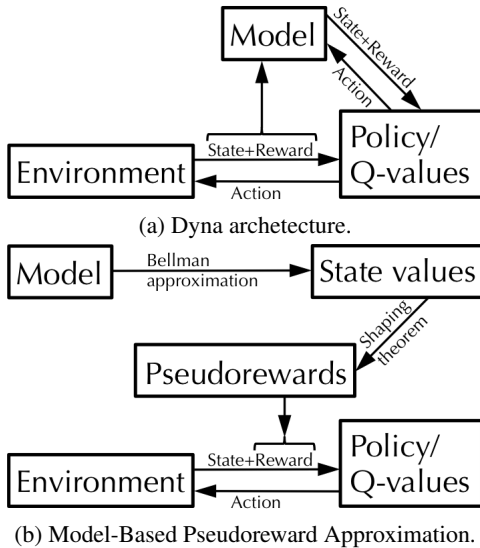 Model
State+Reward
Action
State+Reward
Environment
Action
Policy/
Q-values
(a) Dyna archetecture.
Model
Bellman
approximation
State values
Shaping
theorem
Pseudorewards
State+Reward
Environment
Action
Policy/
Q-values
(b) Model-Based Pseudoreward Approximation.